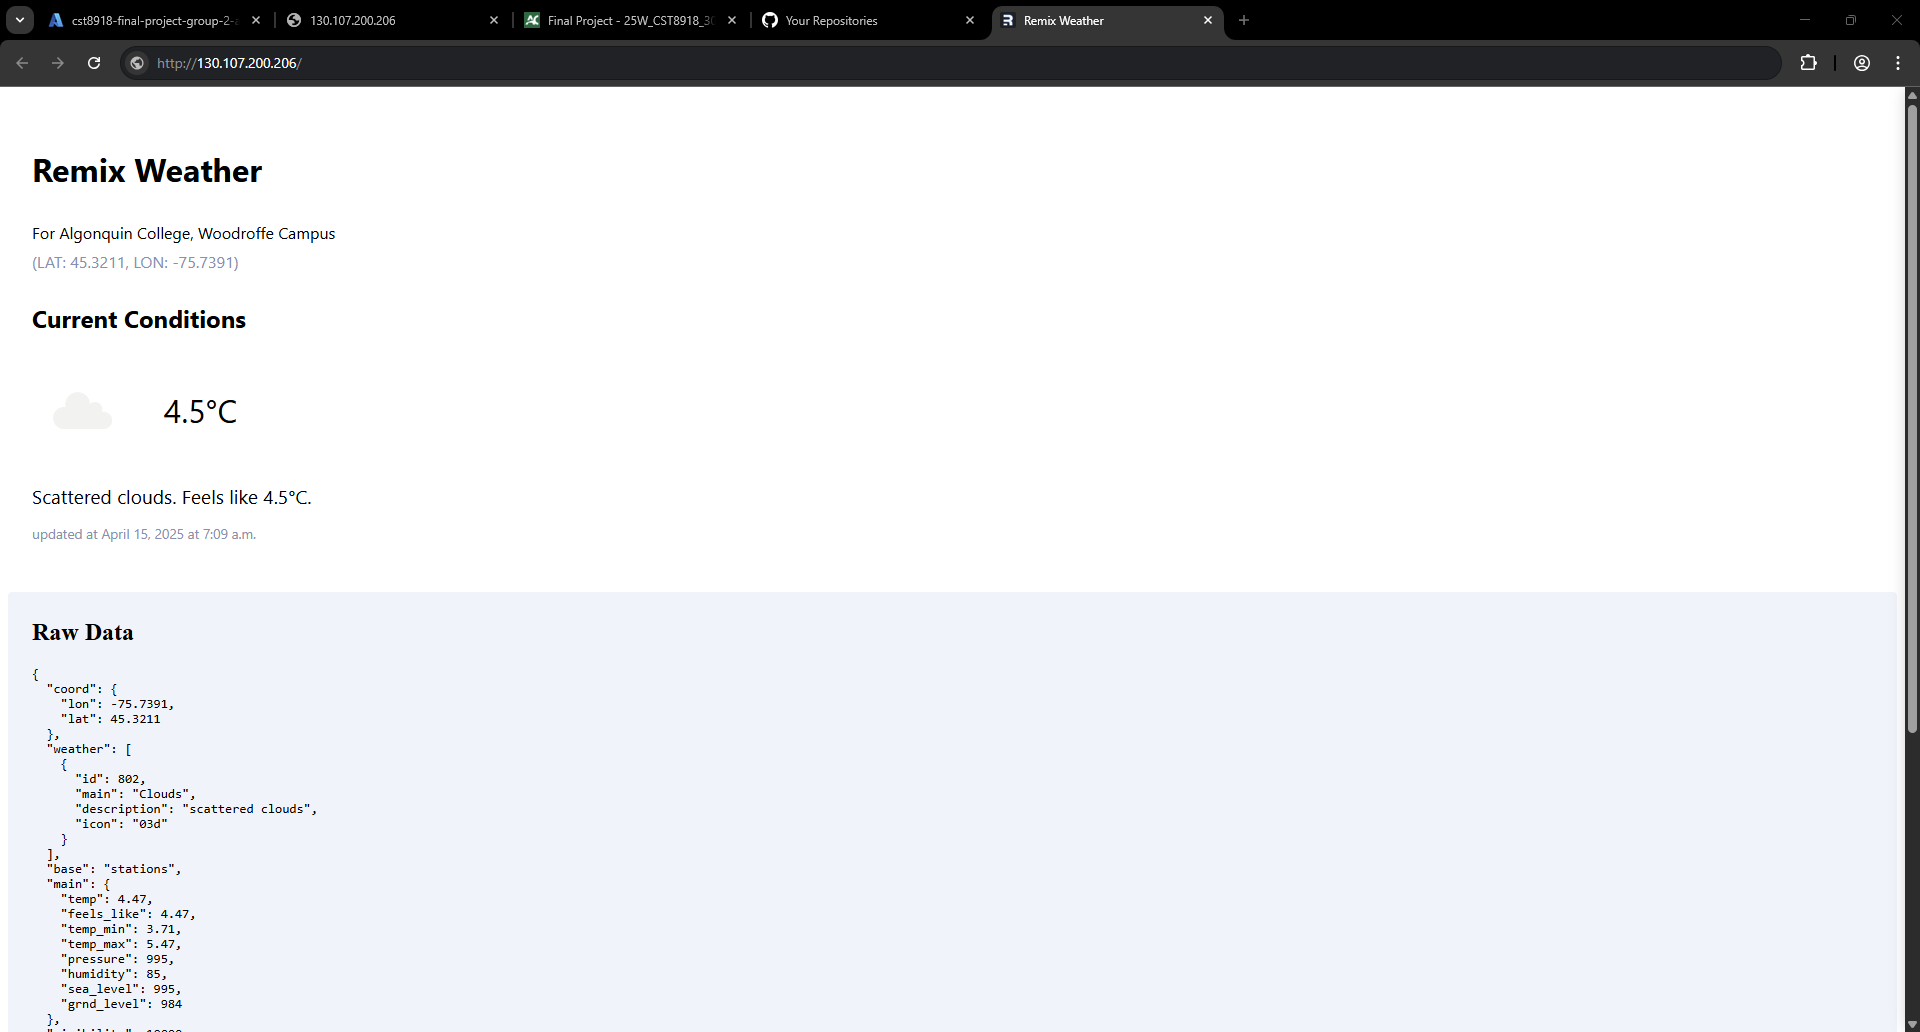 cst8918-final-project-group-2-
130.107.200.206
Final Project - 25W_CST8918_30
Your Repositories
Remix Weather
http://130.107.200.206/
Remix Weather
For Algonquin College, Woodroffe Campus
(LAT: 45.3211, LON: -75.7391)
Current Conditions
4.5°C
Scattered clouds. Feels like 4.5°C.
updated at April 15, 2025 at 7:09 a.m.
Raw Data
{
  "coord": {
    "lon": -75.7391,
    "lat": 45.3211
  },
  "weather": [
    {
      "id": 802,
      "main": "Clouds",
      "description": "scattered clouds",
      "icon": "03d"
    }
  ],
  "base": "stations",
  "main": {
    "temp": 4.47,
    "feels_like": 4.47,
    "temp_min": 3.71,
    "temp_max": 5.47,
    "pressure": 995,
    "humidity": 85,
    "sea_level": 995,
    "grnd_level": 984
  },